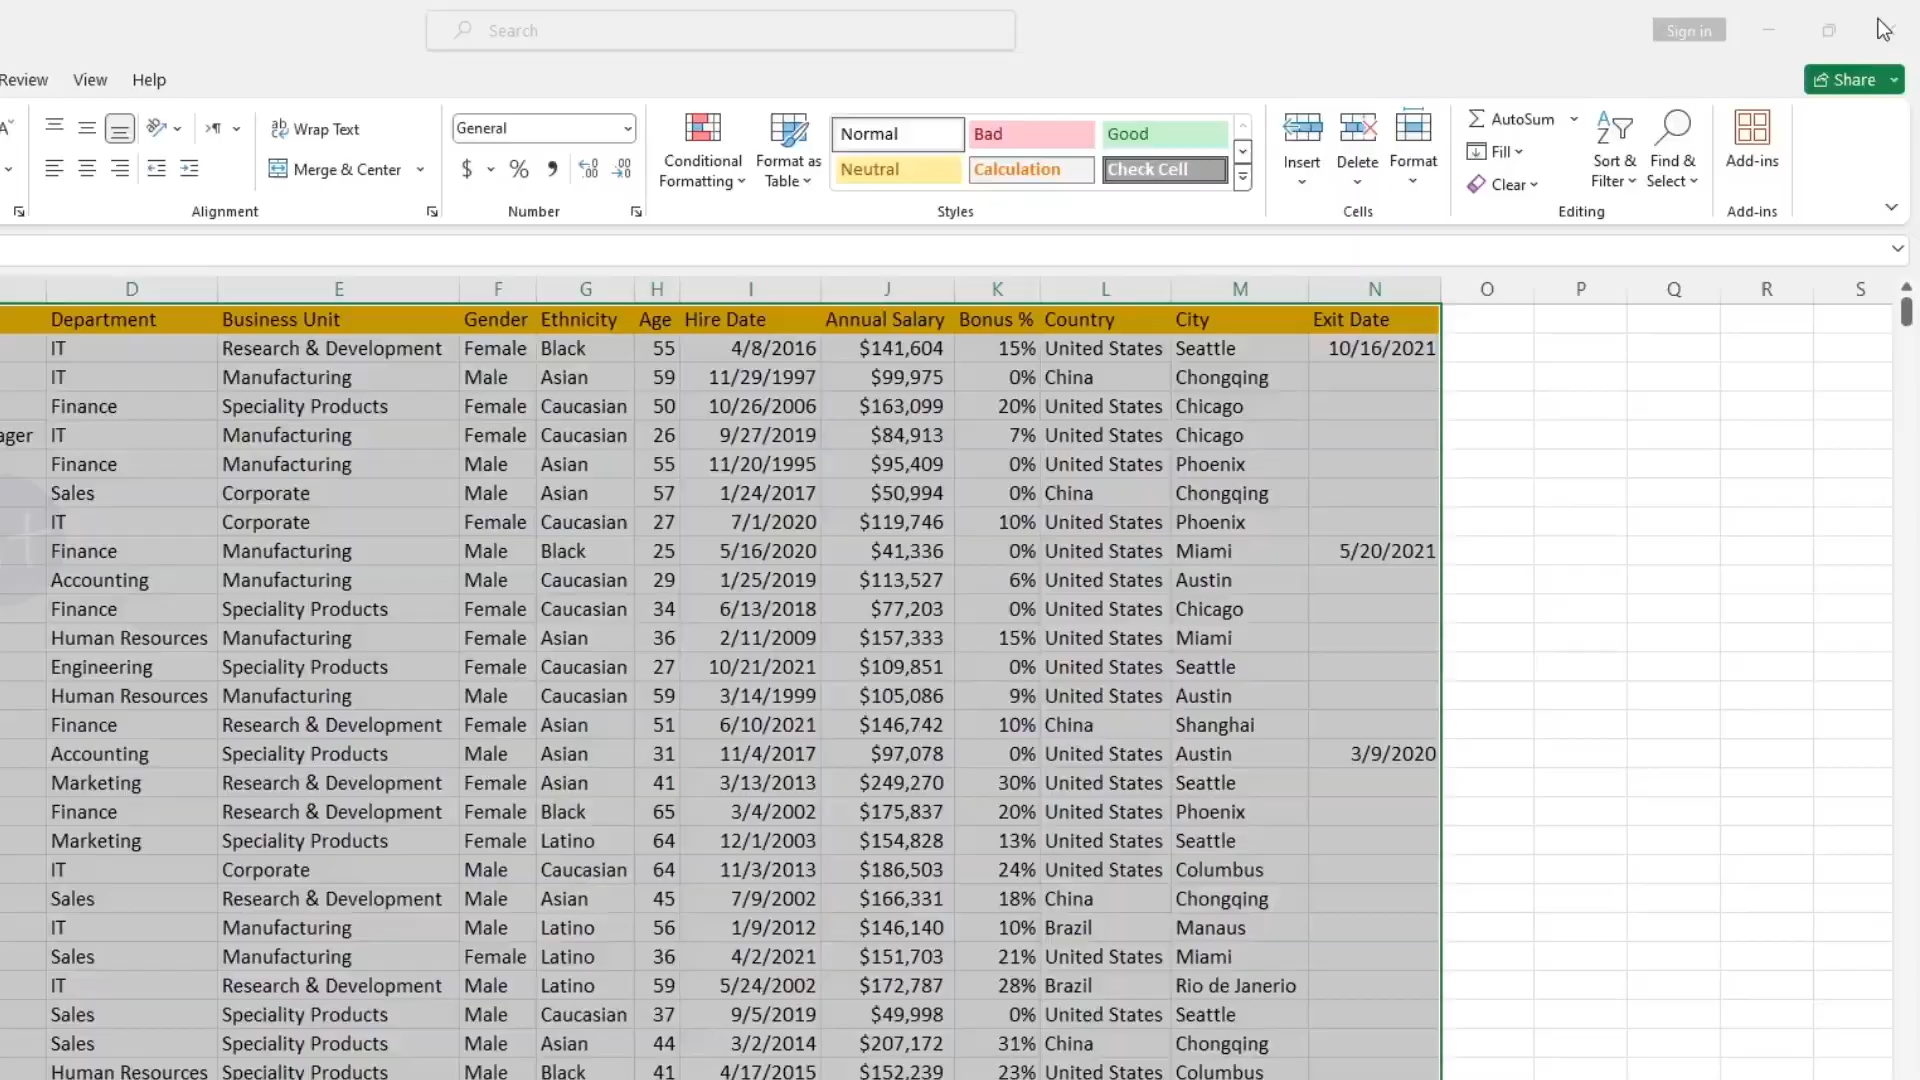 Search
Sign in
Review View Help
Share
Wrap Text
General
Merge & Center
$ %
Conditional Formatting
Format as Table
Normal Bad Good
Neutral Calculation Check Cell
Insert Delete Format
AutoSum
Fill
Clear
Sort & Filter
Find & Select
Add-ins
Alignment Number Styles Cells Editing Add-ins
D E F G H I J K L M N O P Q R S
Department Business Unit Gender Ethnicity Age Hire Date Annual Salary Bonus % Country City Exit Date
IT Research & Development Female Black 55 4/8/2016 $141,604 15% United States Seattle 10/16/2021
IT Manufacturing Male Asian 59 11/29/1997 $99,975 0% China Chongqing
Finance Speciality Products Female Caucasian 50 10/26/2006 $163,099 20% United States Chicago
ager IT Manufacturing Female Caucasian 26 9/27/2019 $84,913 7% United States Chicago
Finance Manufacturing Male Asian 55 11/20/1995 $95,409 0% United States Phoenix
Sales Corporate Male Asian 57 1/24/2017 $50,994 0% China Chongqing
IT Corporate Female Caucasian 27 7/1/2020 $119,746 10% United States Phoenix
Finance Manufacturing Male Black 25 5/16/2020 $41,336 0% United States Miami 5/20/2021
Accounting Manufacturing Male Caucasian 29 1/25/2019 $113,527 6% United States Austin
Finance Speciality Products Female Caucasian 34 6/13/2018 $77,203 0% United States Chicago
Human Resources Manufacturing Female Asian 36 2/11/2009 $157,333 15% United States Miami
Engineering Speciality Products Female Caucasian 27 10/21/2021 $109,851 0% United States Seattle
Human Resources Manufacturing Male Caucasian 59 3/14/1999 $105,086 9% United States Austin
Finance Research & Development Female Asian 51 6/10/2021 $146,742 10% China Shanghai
Accounting Speciality Products Male Asian 31 11/4/2017 $97,078 0% United States Austin 3/9/2020
Marketing Research & Development Female Asian 41 3/13/2013 $249,270 30% United States Seattle
Finance Research & Development Female Black 65 3/4/2002 $175,837 20% United States Phoenix
Marketing Speciality Products Female Latino 64 12/1/2003 $154,828 13% United States Seattle
IT Corporate Male Caucasian 64 11/3/2013 $186,503 24% United States Columbus
Sales Research & Development Male Asian 45 7/9/2002 $166,331 18% China Chongqing
IT Manufacturing Male Latino 56 1/9/2012 $146,140 10% Brazil Manaus
Sales Manufacturing Female Latino 36 4/2/2021 $151,703 21% United States Miami
IT Research & Development Male Latino 59 5/24/2002 $172,787 28% Brazil Rio de Janerio
Sales Speciality Products Male Caucasian 37 9/5/2019 $49,998 0% United States Seattle
Sales Speciality Products Male Asian 44 3/2/2014 $207,172 31% China Chongqing
Human Resources Speciality Products Male Black 41 4/17/2015 $152,239 23% United States Columbus